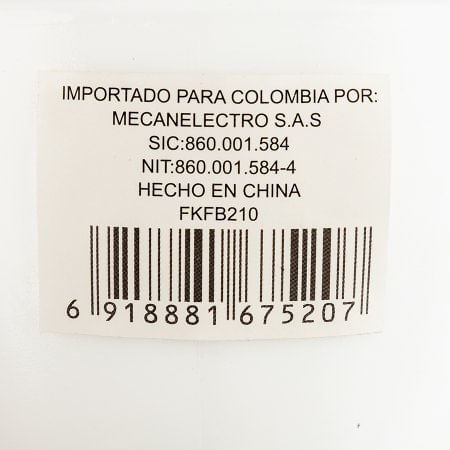 IMPORTADO PARA COLOMBIA POR:
MECANELECTRO S.A.S
SIC:860.001.584
NIT:860.001.584-4
HECHO EN CHINA
FKFB210
6 918881 675207